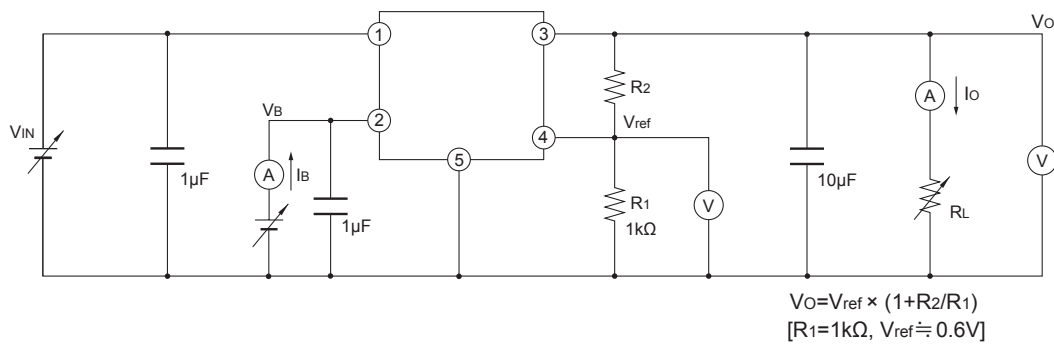 VO
1
3
R2
A
IO
VB
VIN
2
Vref
4
5
A
IB
1μF
1μF
R1
1kΩ
V
10μF
RL
V
VO=Vref × (1+R2/R1)
[R1=1kΩ, Vref≒0.6V]